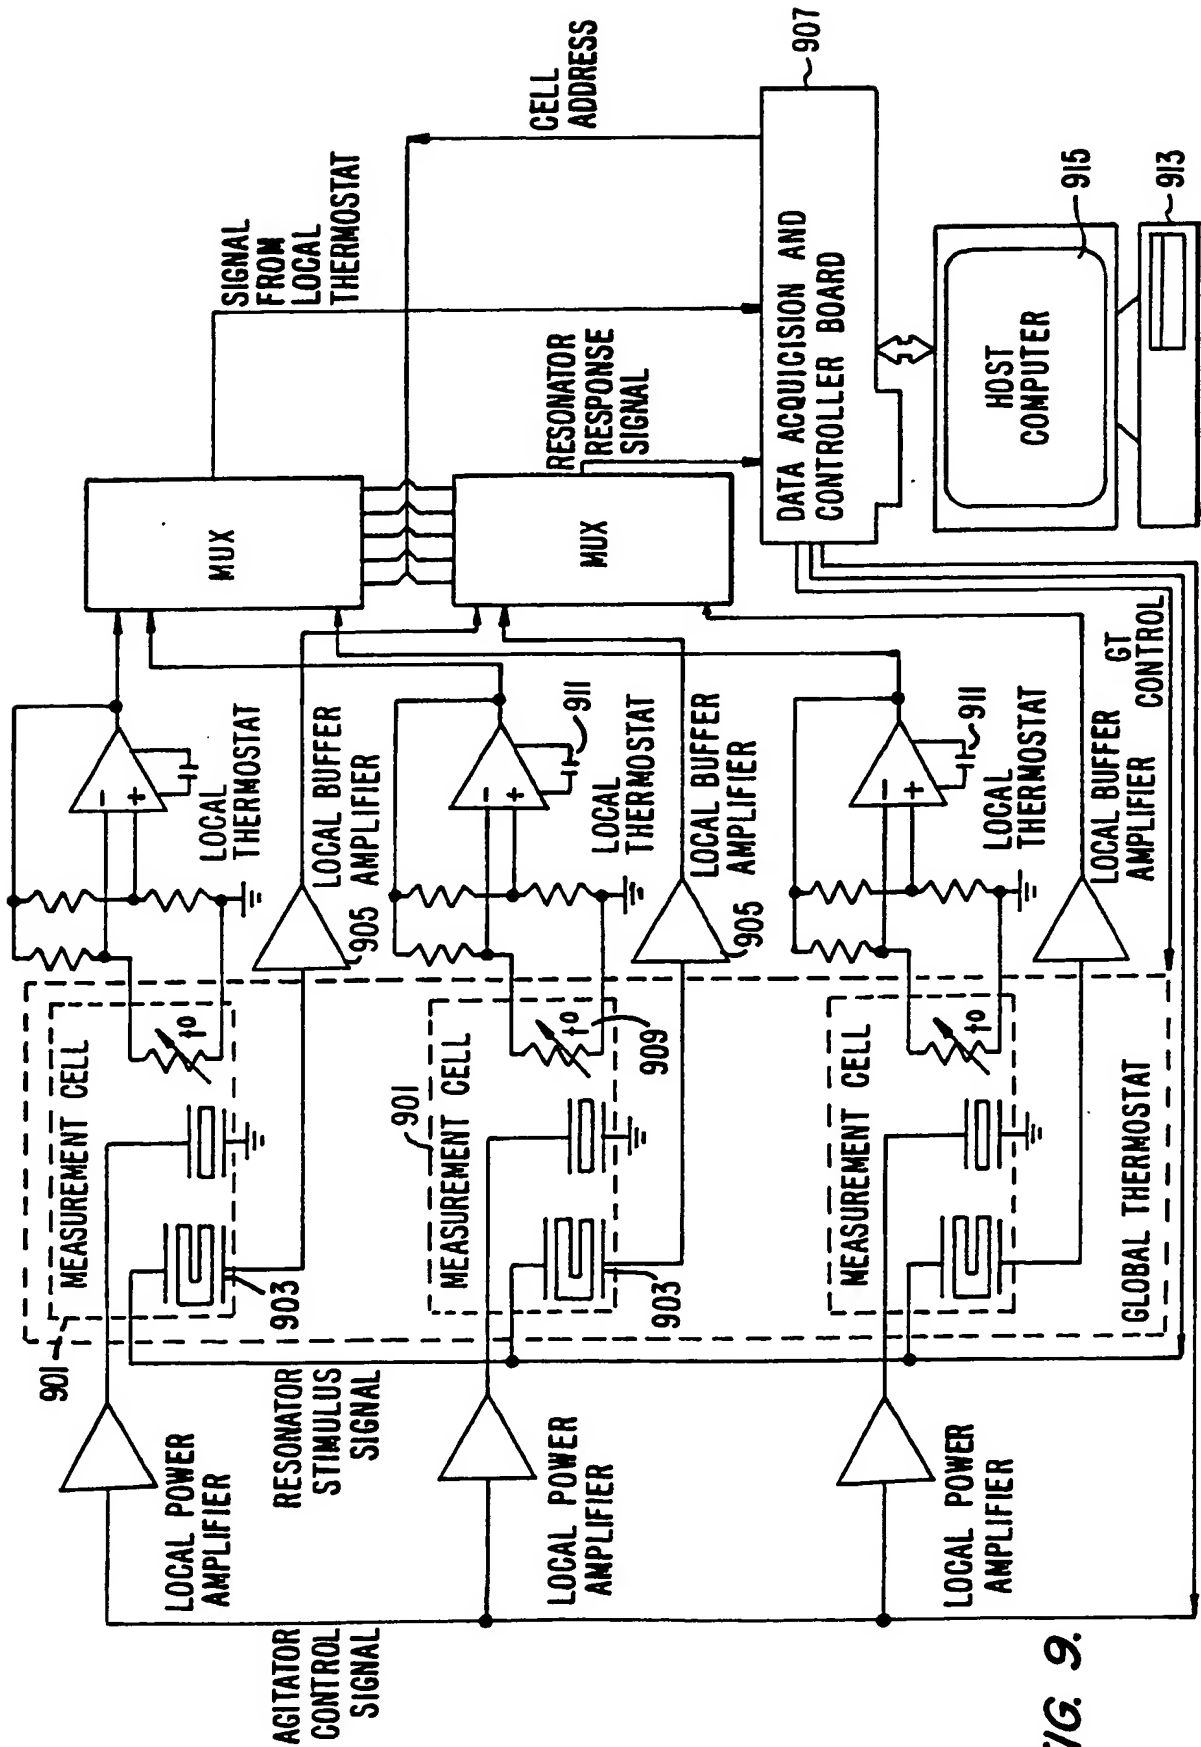 AGITATOR
CONTROL
SIGNAL
LOCAL POWER
AMPLIFIER
RESONATOR
STIMULUS
SIGNAL
901
MEASUREMENT CELL
903
t°
LOCAL
THERMOSTAT
LOCAL BUFFER
AMPLIFIER
905
-
+
MUX
SIGNAL
FROM
LOCAL
THERMOSTAT
CELL
ADDRESS
907
LOCAL POWER
AMPLIFIER
901
MEASUREMENT CELL
903
t°
909
-
+
911
LOCAL
THERMOSTAT
LOCAL BUFFER
AMPLIFIER
905
MUX
RESONATOR
RESPONSE
SIGNAL
DATA ACQUICISION AND
CONTROLLER BOARD
LOCAL POWER
AMPLIFIER
MEASUREMENT CELL
t°
-
+
911
LOCAL
THERMOSTAT
LOCAL BUFFER
AMPLIFIER
GLOBAL THERMOSTAT
GT
CONTROL
HOST
COMPUTER
915
913
FIG. 9.